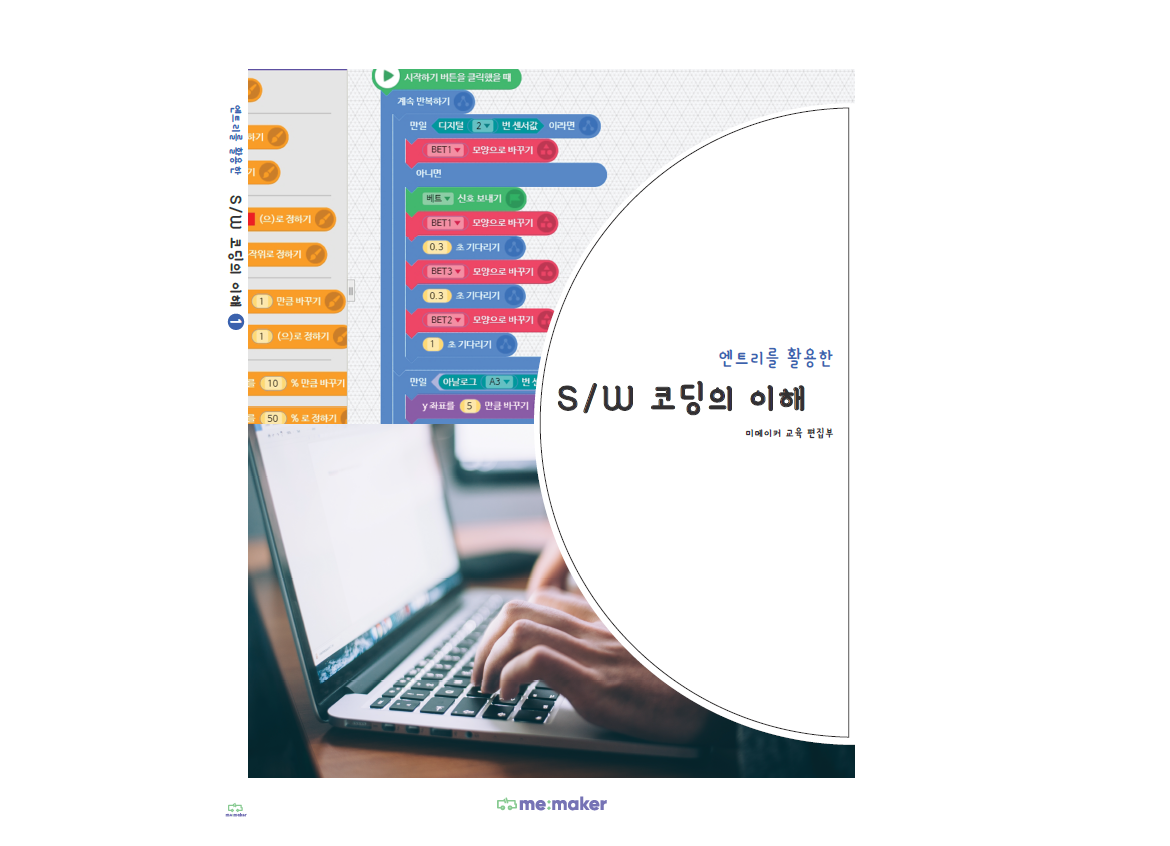 엔트리를 활용한
S/W 코딩의 이해 1
하기
기
(으)로 정하기
작위로 정하기
1 만큼 바꾸기
1 (으)로 정하기
를 10 % 만큼 바꾸기
를 50 % 로 정하기
시작하기 버튼을 클릭했을 때
계속 반복하기
만일 디지털 2 번 센서값 이라면
BET1 모양으로 바꾸기
아니면
베트 신호 보내기
BET1 모양으로 바꾸기
0.3 초 기다리기
BET3 모양으로 바꾸기
0.3 초 기다리기
BET2 모양으로 바꾸기
1 초 기다리기
만일 아날로그 A3 번
y 좌표를 5 만큼 바꾸기
엔트리를 활용한
S/W 코딩의 이해
미메이커 교육 편집부
me:maker
me:maker